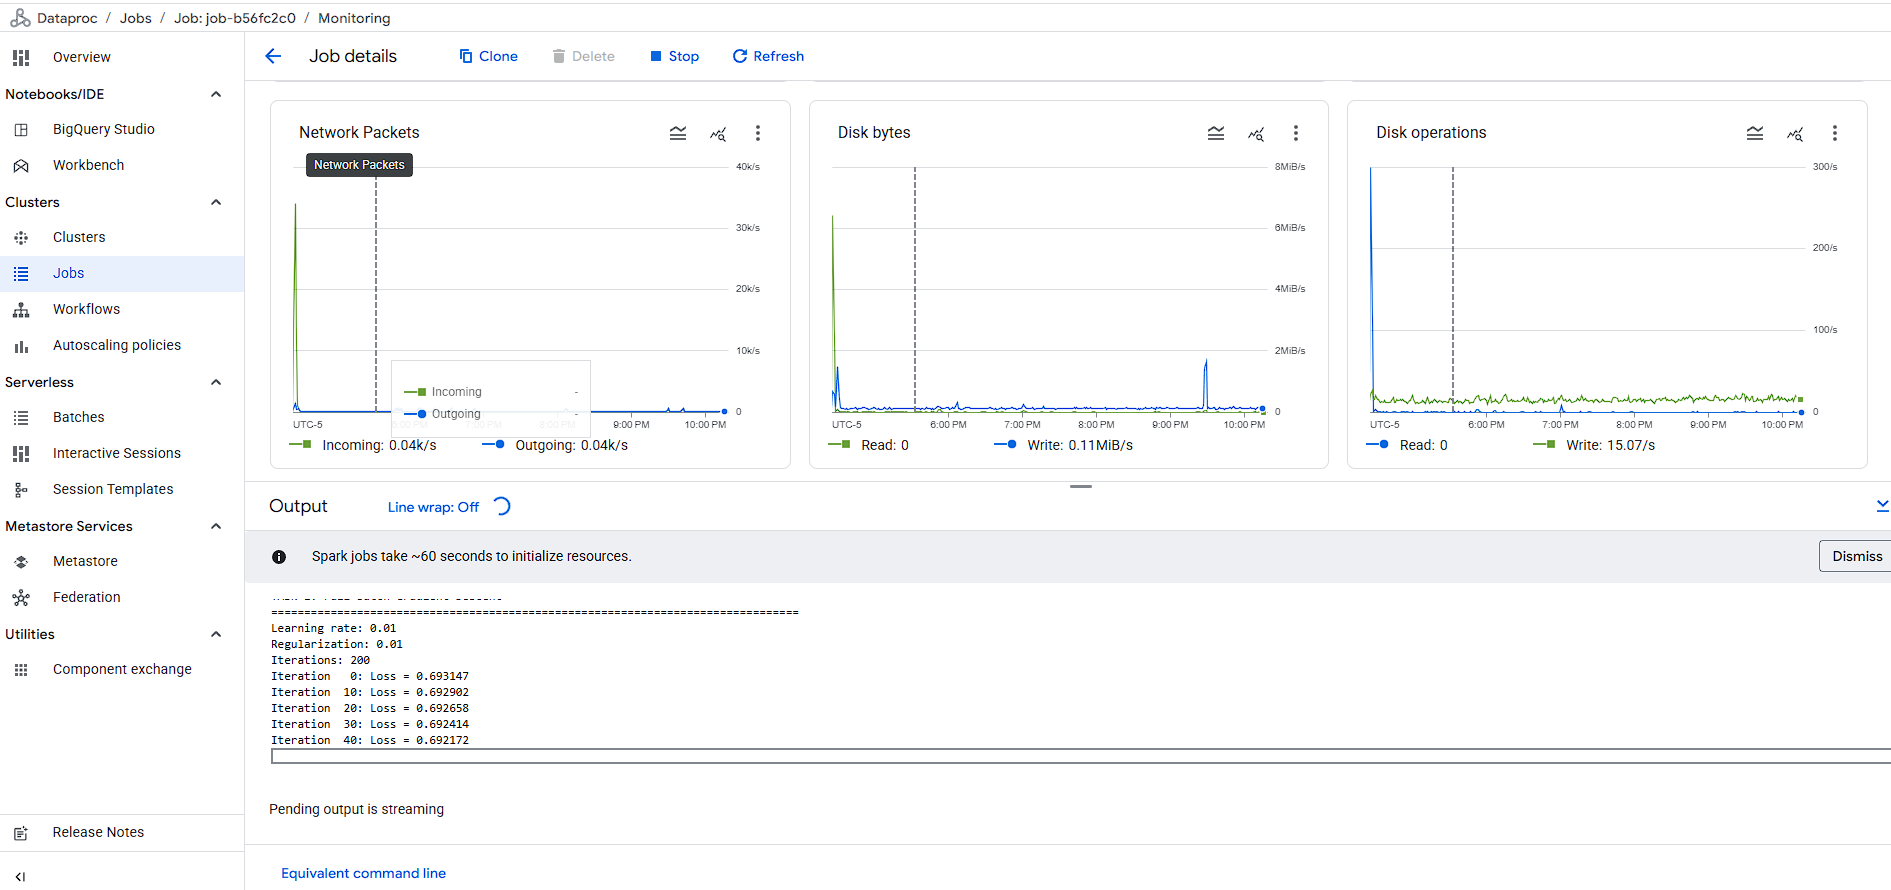 Dataproc / Jobs / Job: job-b56fc2c0 / Monitoring
Overview
Notebooks/IDE
BigQuery Studio
Workbench
Clusters
Clusters
Jobs
Workflows
Autoscaling policies
Serverless
Batches
Interactive Sessions
Session Templates
Metastore Services
Metastore
Federation
Utilities
Component exchange
Release Notes
Job details
Clone
Delete
Stop
Refresh
Network Packets
Network Packets
40k/s
30k/s
20k/s
10k/s
0
Incoming -
Outgoing -
UTC-5 6:00 PM 7:00 PM 8:00 PM 9:00 PM 10:00 PM
Incoming: 0.04k/s Outgoing: 0.04k/s
Disk bytes
8MiB/s
6MiB/s
4MiB/s
2MiB/s
0
UTC-5 6:00 PM 7:00 PM 8:00 PM 9:00 PM 10:00 PM
Read: 0 Write: 0.11MiB/s
Disk operations
300/s
200/s
100/s
0
UTC-5 6:00 PM 7:00 PM 8:00 PM 9:00 PM 10:00 PM
Read: 0 Write: 15.07/s
Output
Line wrap: Off
Spark jobs take ~60 seconds to initialize resources.
Dismiss
================================================================================
Learning rate: 0.01
Regularization: 0.01
Iterations: 200
Iteration   0: Loss = 0.693147
Iteration  10: Loss = 0.692902
Iteration  20: Loss = 0.692658
Iteration  30: Loss = 0.692414
Iteration  40: Loss = 0.692172
Pending output is streaming
Equivalent command line